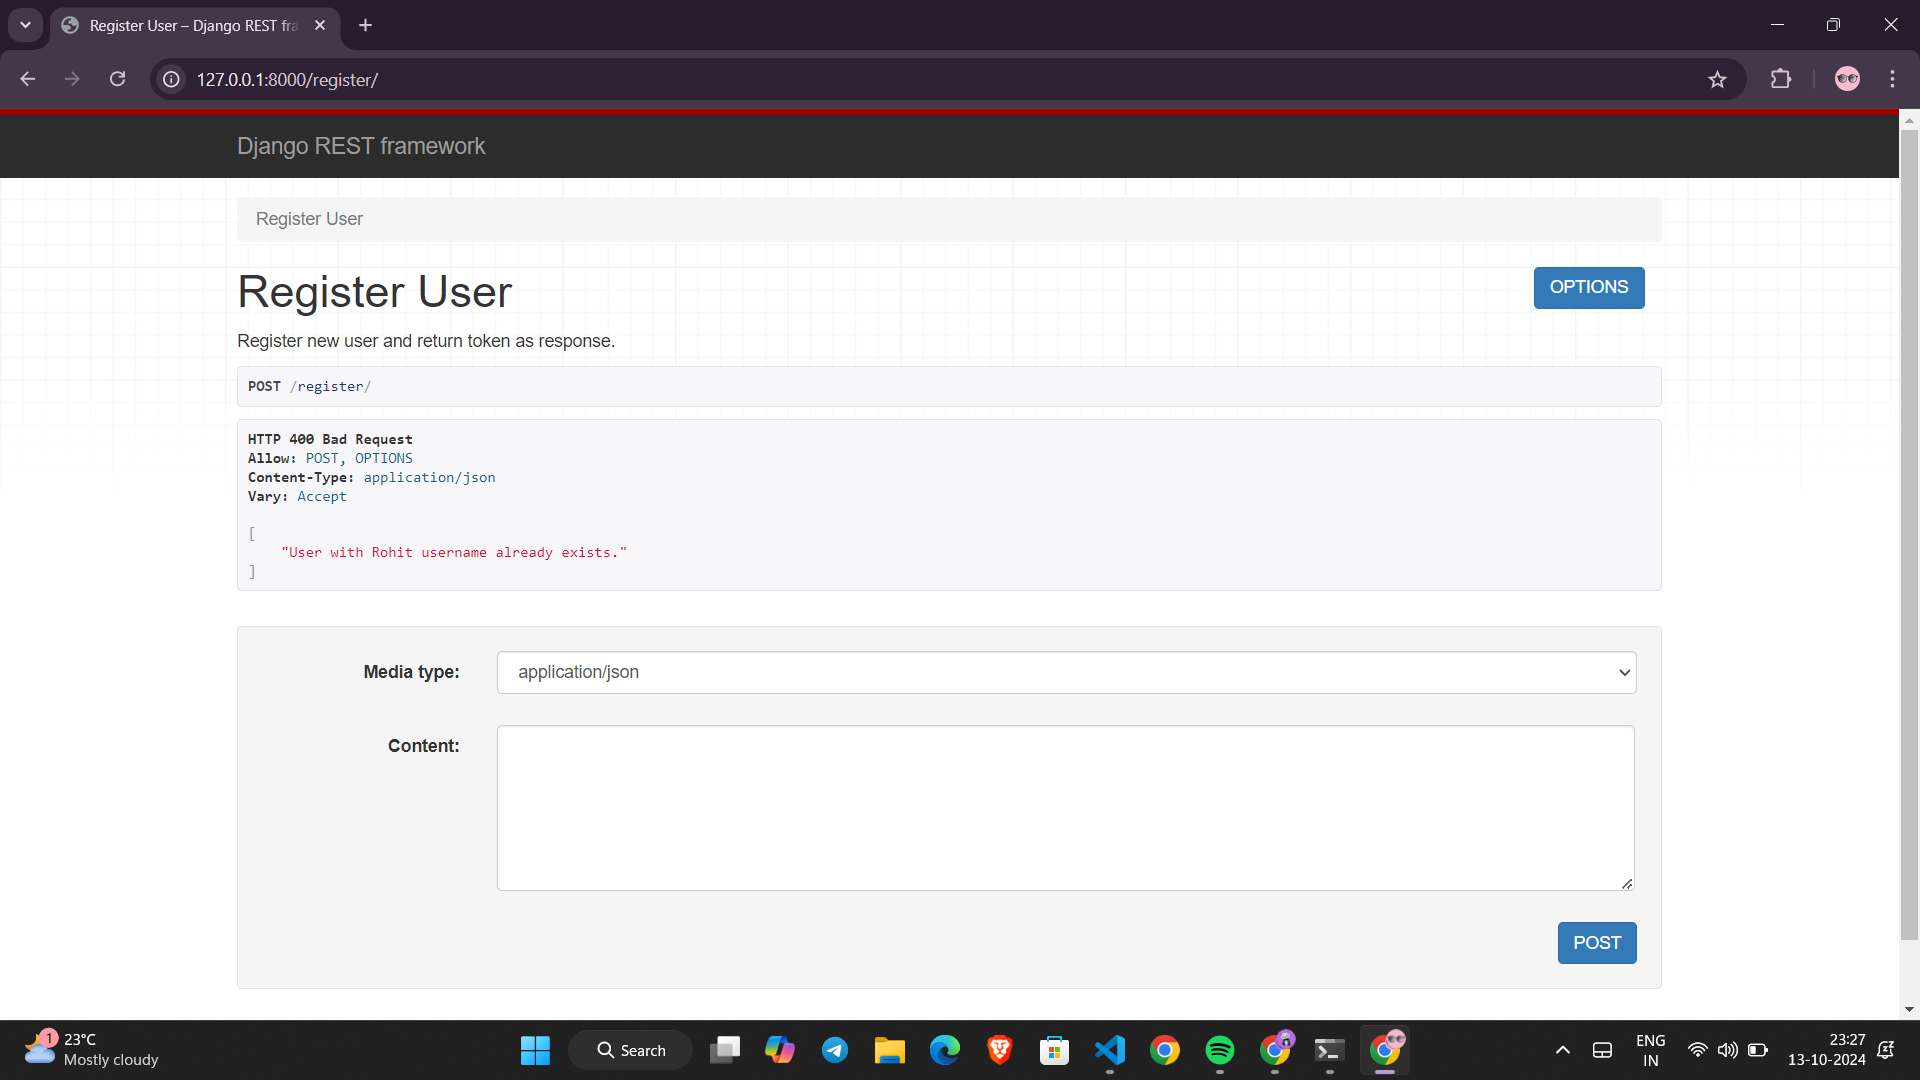 Register User – Django REST fra
127.0.0.1:8000/register/
Django REST framework
Register User
Register User
OPTIONS
Register new user and return token as response.
POST /register/
HTTP 400 Bad Request
Allow: POST, OPTIONS
Content-Type: application/json
Vary: Accept
[
"User with Rohit username already exists."
]
Media type:
application/json
Content:
POST
1
23°C
Mostly cloudy
Search
ENG
IN
23:27
13-10-2024